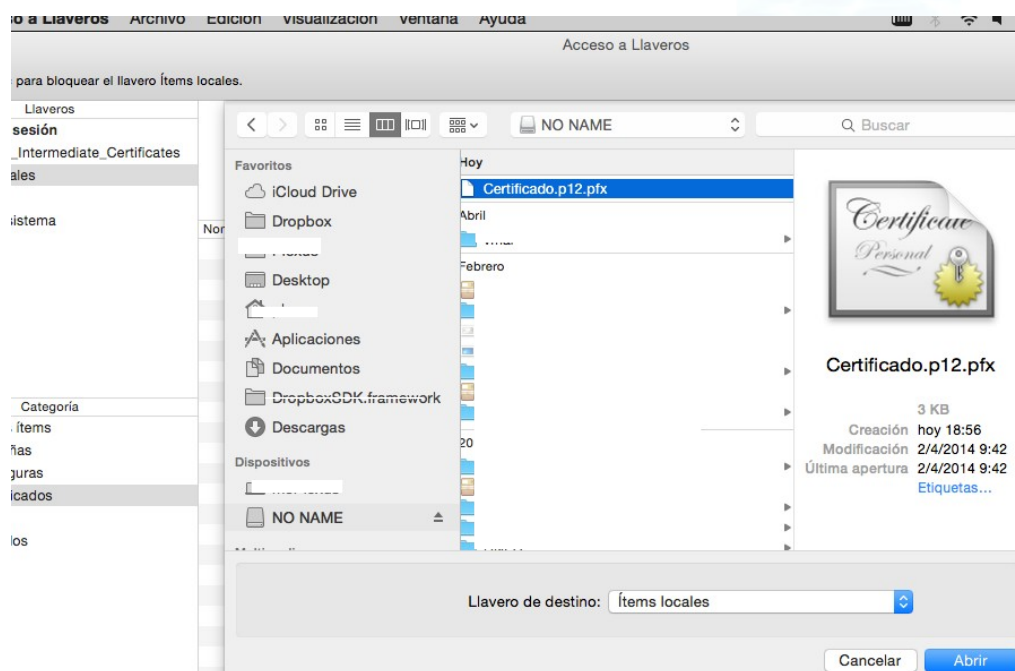 o a Llaveros Archivo Edición Visualización Ventana Ayuda
Acceso a Llaveros
para bloquear el llavero Ítems locales.
Llaveros
sesión
_Intermediate_Certificates
ales
istema
Nor
NO NAME
Buscar
Favoritos
iCloud Drive
Dropbox
Desktop
Aplicaciones
Documentos
DropboxSDK.framework
Descargas
Dispositivos
NO NAME
Hoy
Certificado.p12.pfx
Abril
Febrero
20
Certificate
Personal
Certificado.p12.pfx
3 KB
Creación hoy 18:56
Modificación 2/4/2014 9:42
Última apertura 2/4/2014 9:42
Etiquetas...
Categoría
ítems
ñas
guras
icados
los
Llavero de destino: Ítems locales
Cancelar Abrir